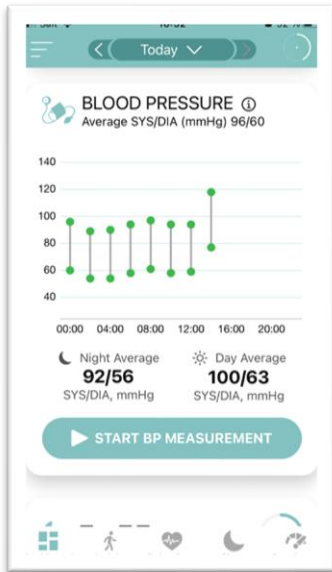 Today
BLOOD PRESSURE
Average SYS/DIA (mmHg) 96/60
140
120
100
80
60
40
00:00 04:00 08:00 12:00 16:00 20:00
Night Average
92/56
SYS/DIA, mmHg
Day Average
100/63
SYS/DIA, mmHg
START BP MEASUREMENT